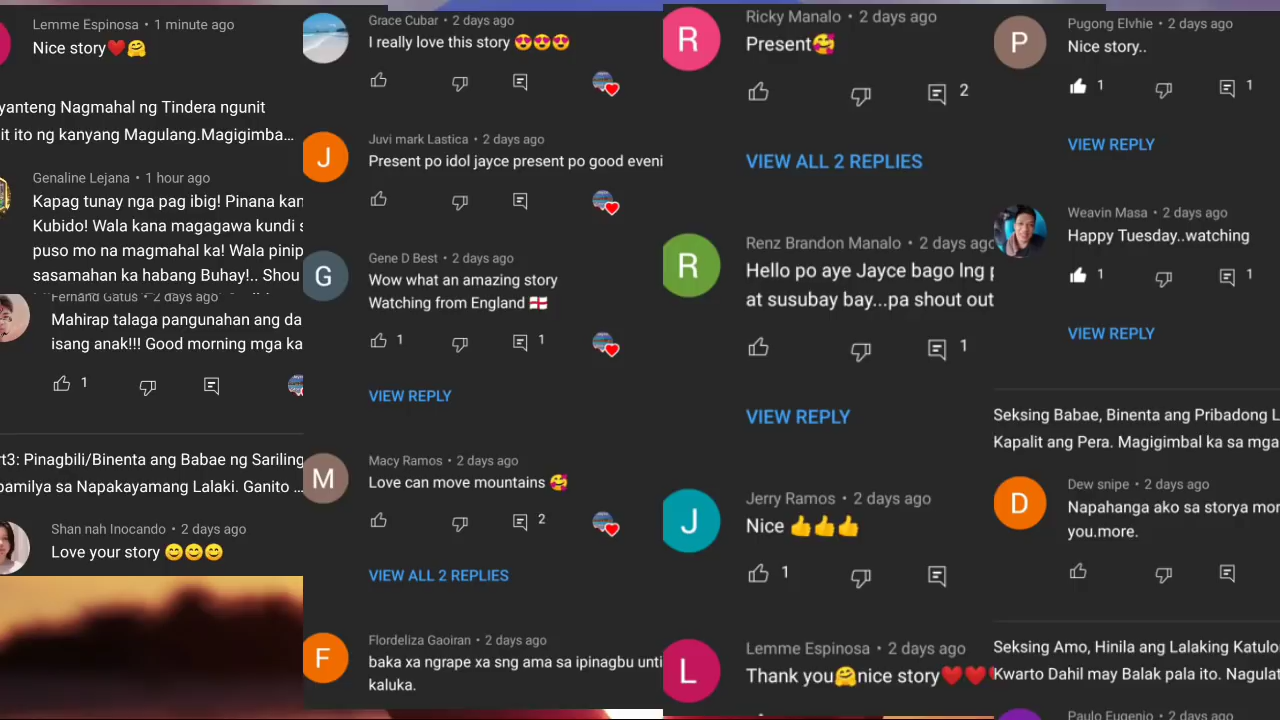 Lemme Espinosa • 1 minute ago
Nice story❤️🤗
yanteng Nagmahal ng Tindera ngunit
it ito ng kanyang Magulang.Magigimba...
Genaline Lejana • 1 hour ago
Kapag tunay nga pag ibig! Pinana kan
Kubido! Wala kana magagawa kundi s
puso mo na magmahal ka! Wala pinip
sasamahan ka habang Buhay!.. Shou
Fernand Gatus • 2 days ago
Mahirap talaga pangunahan ang da
isang anak!!! Good morning mga ka
1
rt3: Pinagbili/Binenta ang Babae ng Sariling
pamilya sa Napakayamang Lalaki. Ganito ...
Shan nah Inocando • 2 days ago
Love your story 😊😊😊
Grace Cubar • 2 days ago
I really love this story 😍😍😍
J
Juvi mark Lastica • 2 days ago
Present po idol jayce present po good eveni
G
Gene D Best • 2 days ago
Wow what an amazing story
Watching from England 🏴󠁧󠁢󠁥󠁮󠁧󠁿
1 1
VIEW REPLY
M
Macy Ramos • 2 days ago
Love can move mountains 🥰
2
VIEW ALL 2 REPLIES
F
Flordeliza Gaoiran • 2 days ago
baka xa ngrape xa sng ama sa ipinagbu unti
kaluka.
R
Ricky Manalo • 2 days ago
Present🥰
2
VIEW ALL 2 REPLIES
R
Renz Brandon Manalo • 2 days ago
Hello po aye Jayce bago lng p
at susubay bay...pa shout out
1
VIEW REPLY
J
Jerry Ramos • 2 days ago
Nice 👍👍👍
1
L
Lemme Espinosa • 2 days ago
Thank you🤗nice story❤️❤️
P
Pugong Elvhie • 2 days ago
Nice story..
1 1
VIEW REPLY
Weavin Masa • 2 days ago
Happy Tuesday..watching
1 1
VIEW REPLY
Seksing Babae, Binenta ang Pribadong L
Kapalit ang Pera. Magigimbal ka sa mga
D
Dew snipe • 2 days ago
Napahanga ako sa storya mor
you.more.
Seksing Amo, Hinila ang Lalaking Katulo
Kwarto Dahil may Balak pala ito. Nagulat
Paulo Eugenio • 2 days ago